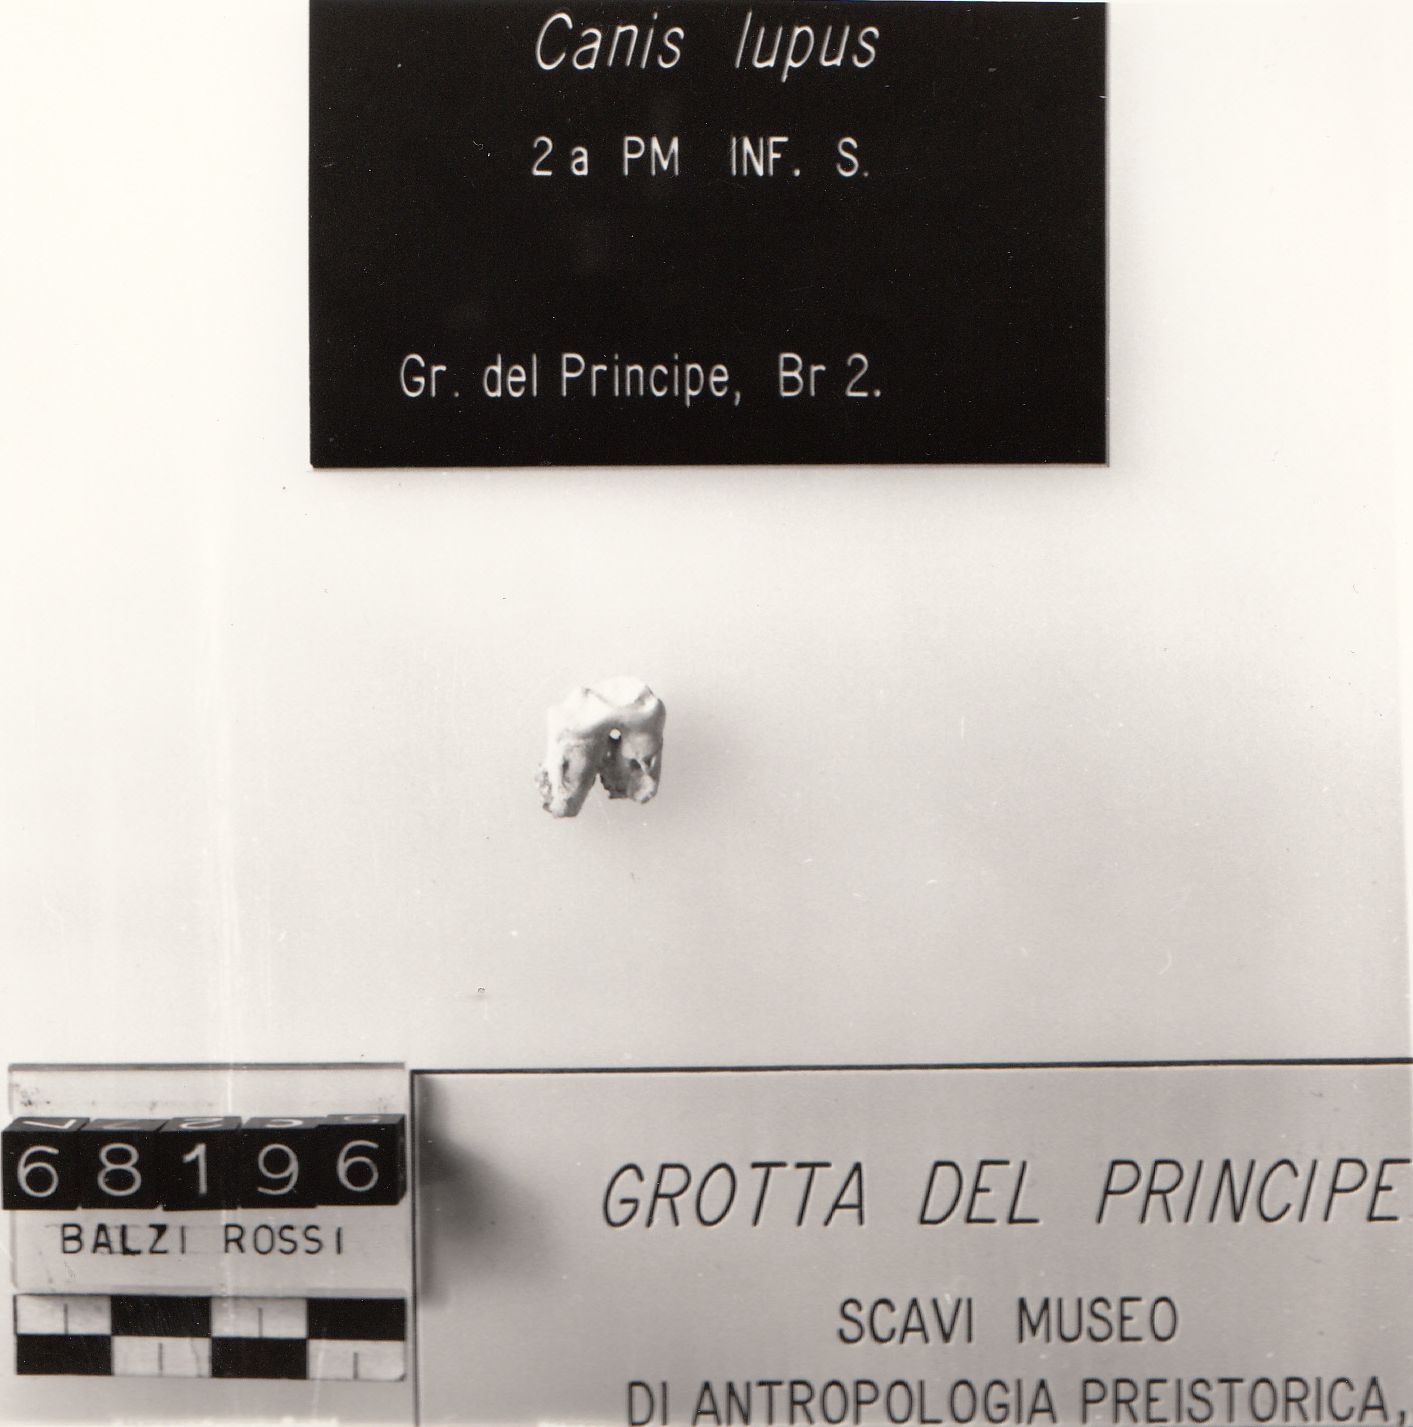 Canis lupus
2a PM INF. S.
Gr. del Principe, Br 2.
68196
BALZI ROSSI
GROTTA DEL PRINCIPE
SCAVI MUSEO
DI ANTROPOLOGIA PREISTORICA,